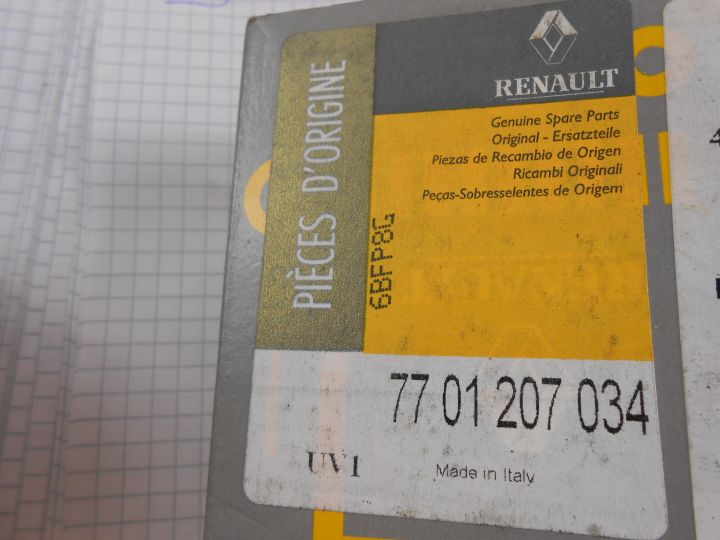 RENAULT
Genuine Spare Parts
Original - Ersatzteile
Piezas de Recambio de Origen
Ricambi Originali
Peças-Sobresselentes de Origem
PIÈCES D'ORIGINE
6BFP8G
77 01 207 034
UV1
Made in Italy